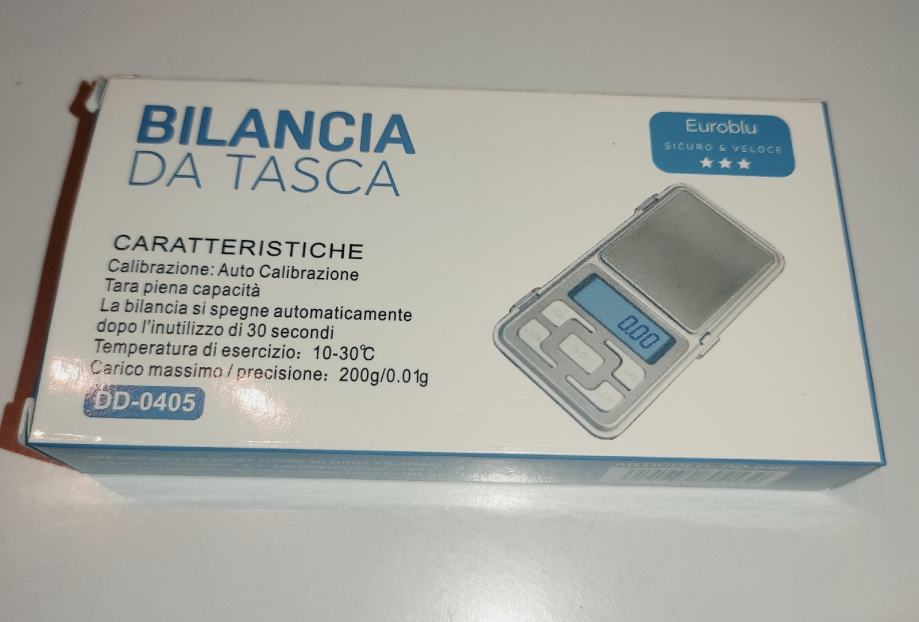 BILANCIA
DA TASCA
Euroblu
SICURO & VELOCE
CARATTERISTICHE
Calibrazione: Auto Calibrazione
Tara piena capacità
La bilancia si spegne automaticamente
dopo l'inutilizzo di 30 secondi
Temperatura di esercizio: 10-30℃
Carico massimo / precisione: 200g/0.01g
DD-0405
0.00